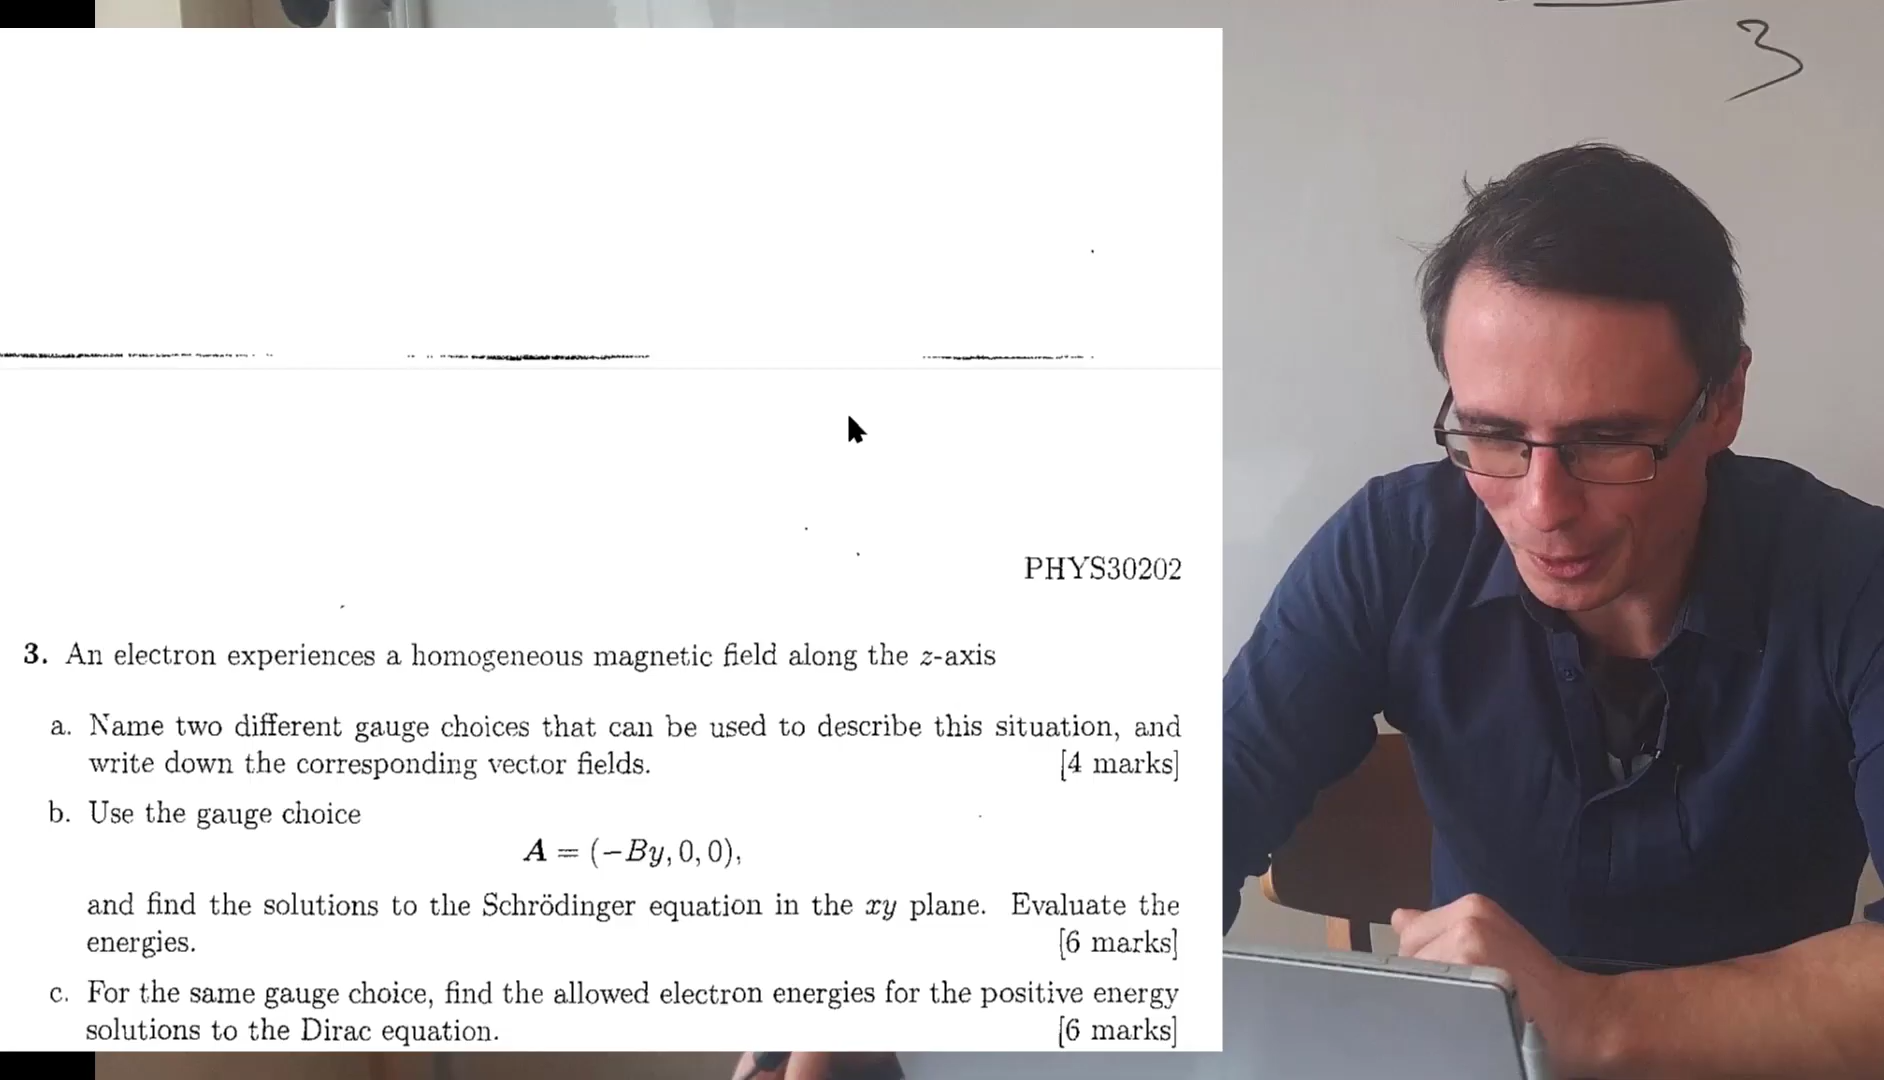 3
PHYS30202
3. An electron experiences a homogeneous magnetic field along the z-axis
a. Name two different gauge choices that can be used to describe this situation, and
write down the corresponding vector fields. [4 marks]
b. Use the gauge choice
A = (−By, 0, 0),
and find the solutions to the Schrödinger equation in the xy plane. Evaluate the
energies. [6 marks]
c. For the same gauge choice, find the allowed electron energies for the positive energy
solutions to the Dirac equation. [6 marks]